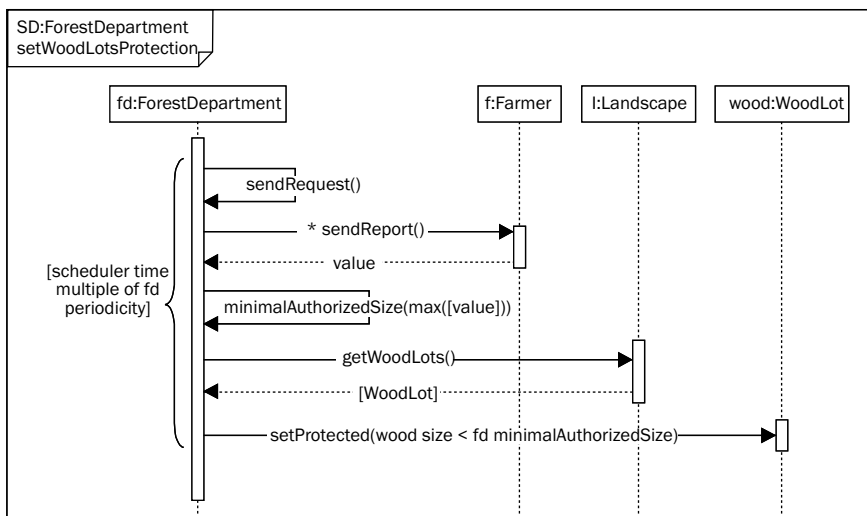 SD:ForestDepartment
setWoodLotsProtection
fd:ForestDepartment
f:Farmer
l:Landscape
wood:WoodLot
sendRequest()
* sendReport()
value
[scheduler time
multiple of fd
periodicity]
minimalAuthorizedSize(max([value]))
getWoodLots()
[WoodLot]
setProtected(wood size < fd minimalAuthorizedSize)